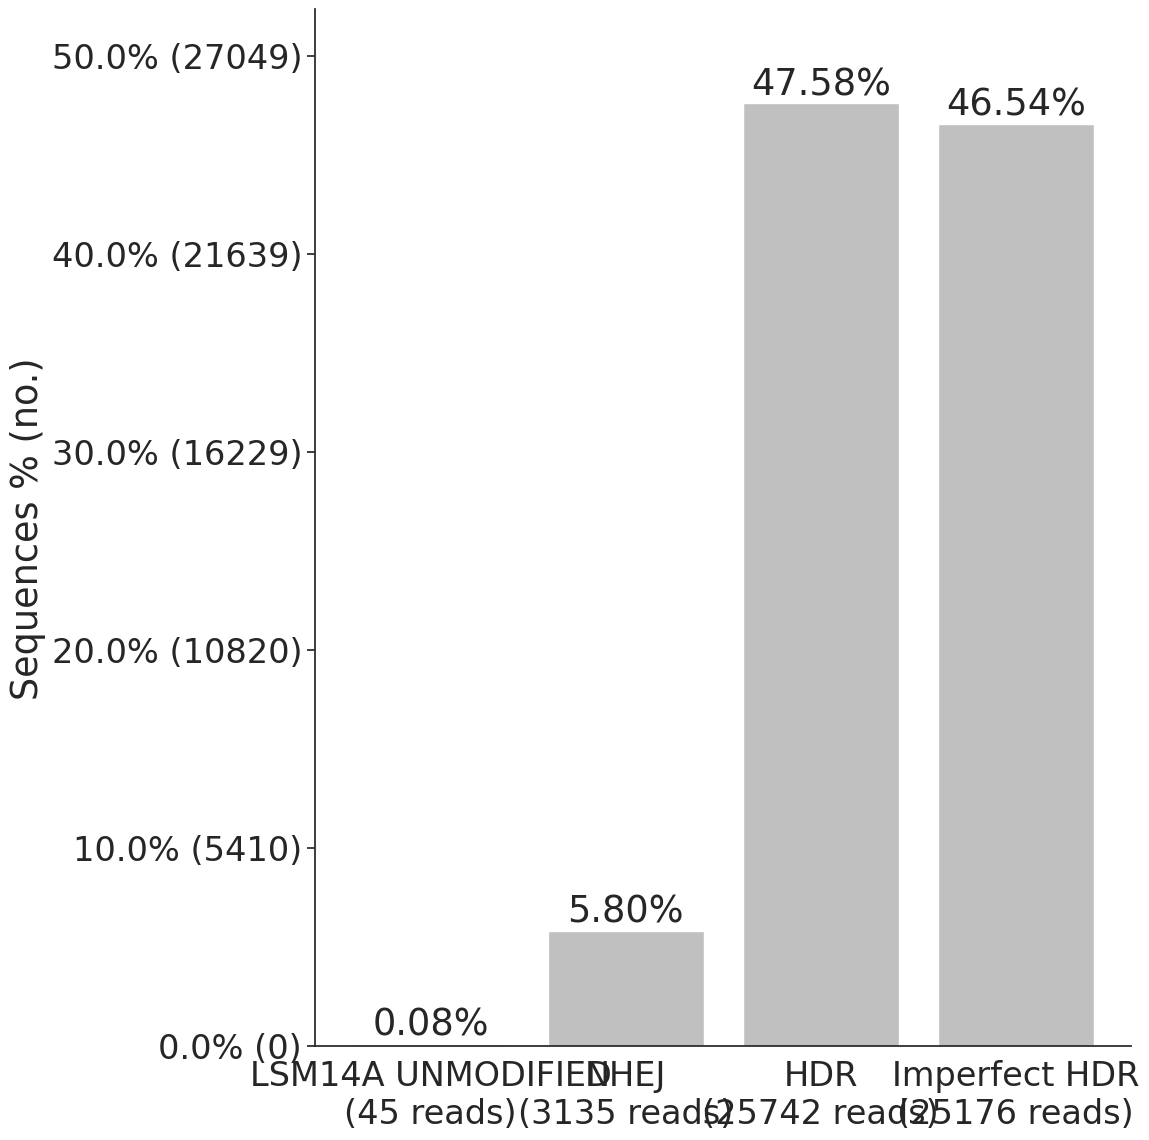 Sequences % (no.)
50.0% (27049)
40.0% (21639)
30.0% (16229)
20.0% (10820)
10.0% (5410)
0.0% (0)
0.08%
5.80%
47.58%
46.54%
LSM14A UNMODIFIED
(45 reads)
NHEJ
(3135 reads)
HDR
(25742 reads)
Imperfect HDR
(25176 reads)